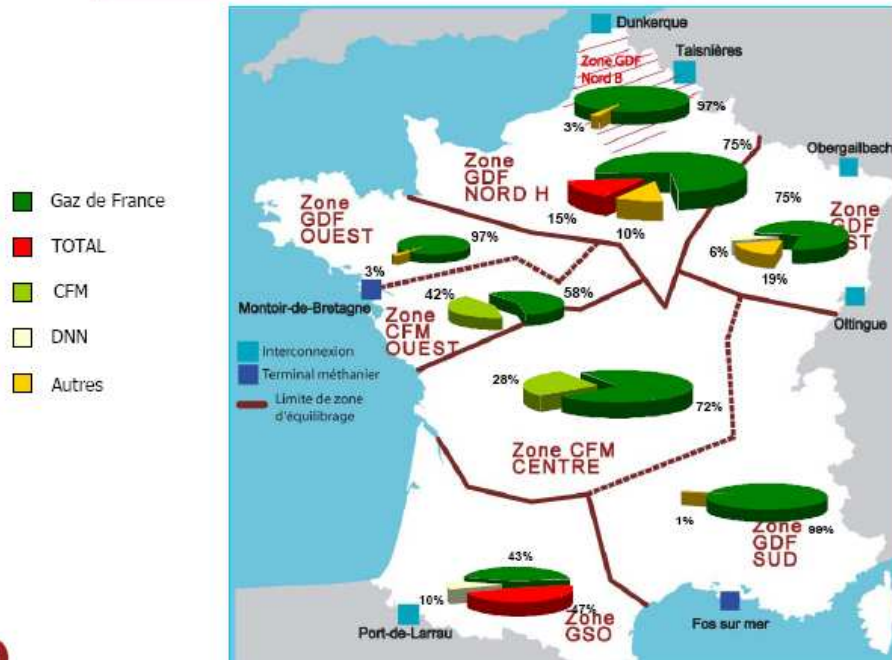 Gaz de France
TOTAL
CFM
DNN
Autres
Dunkerque
Taisnières
Zone GDF
Nord B
97%
3%
75%
Obergailbach
Zone
GDF
NORD H
15%
10%
75%
6%
19%
GDF
Zone
GDF
OUEST
97%
3%
Montoir-de-Bretagne
42%
58%
Zone
CFM
OUEST
Oltingue
Interconnexion
Terminal méthanier
Limite de zone
d'équilibrage
28%
72%
Zone CFM
CENTRE
1%
99%
Zone
GDF
SUD
43%
10%
47%
Zone
GSO
Port-de-Larrau
Fos sur mer